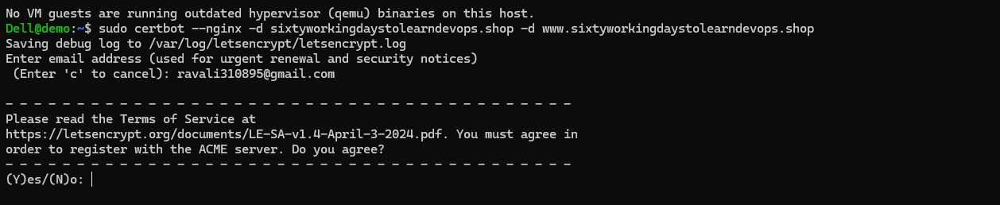 No VM guests are running outdated hypervisor (qemu) binaries on this host.
Dell@demo:~$ sudo certbot --nginx -d sixtyworkingdaystolearndevops.shop -d www.sixtyworkingdaystolearndevops.shop
Saving debug log to /var/log/letsencrypt/letsencrypt.log
Enter email address (used for urgent renewal and security notices)
 (Enter 'c' to cancel): ravali310895@gmail.com
- - - - - - - - - - - - - - - - - - - - - - - - - - - - - - - - - - - - - - - -
Please read the Terms of Service at
https://letsencrypt.org/documents/LE-SA-v1.4-April-3-2024.pdf. You must agree in
order to register with the ACME server. Do you agree?
- - - - - - - - - - - - - - - - - - - - - - - - - - - - - - - - - - - - - - - -
(Y)es/(N)o: